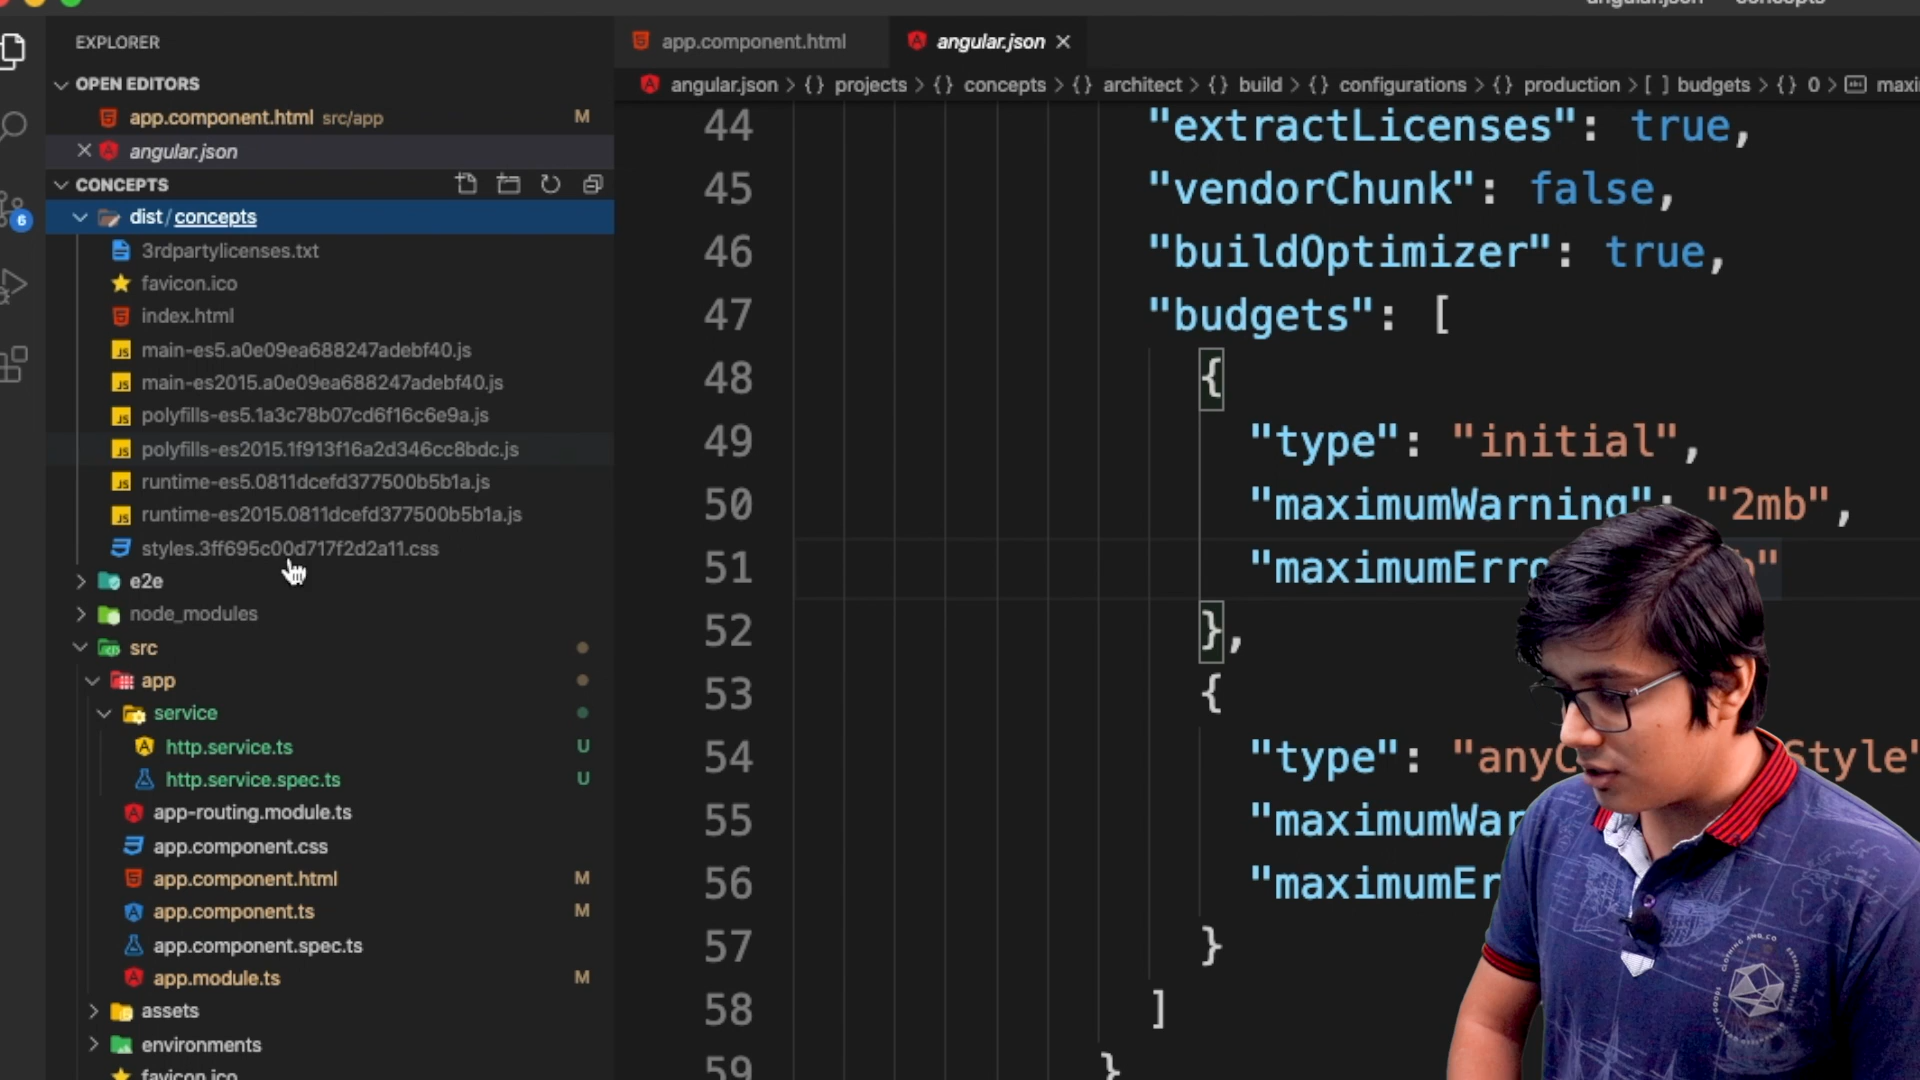 angular.json — concepts
EXPLORER
OPEN EDITORS
app.component.html src/app M
angular.json
CONCEPTS
6
dist/concepts
3rdpartylicenses.txt
favicon.ico
index.html
main-es5.a0e09ea688247adebf40.js
main-es2015.a0e09ea688247adebf40.js
polyfills-es5.1a3c78b07cd6f16c6e9a.js
polyfills-es2015.1f913f16a2d346cc8bdc.js
runtime-es5.0811dcefd377500b5b1a.js
runtime-es2015.0811dcefd377500b5b1a.js
styles.3ff695c00d717f2d2a11.css
e2e
node_modules
src
app
service
http.service.ts U
http.service.spec.ts U
app-routing.module.ts
app.component.css
app.component.html M
app.component.ts M
app.component.spec.ts
app.module.ts M
assets
environments
favicon.ico
app.component.html
angular.json
angular.json > {} projects > {} concepts > {} architect > {} build > {} configurations > {} production > [ ] budgets > {} 0 > maxi
44 "extractLicenses": true,
45 "vendorChunk": false,
46 "buildOptimizer": true,
47 "budgets": [
48 {
49 "type": "initial",
50 "maximumWarning": "2mb",
51 "maximumErro
52 },
53 {
54 "type": "anyC Style"
55 "maximumWar
56 "maximumEr
57 }
58 ]
59 }